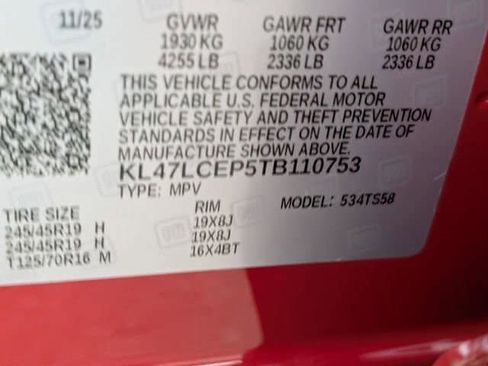 11/25 GVWR GAWR FRT GAWR RR
1930 KG 1060 KG 1060 KG
4255 LB 2336 LB 2336 LB
THIS VEHICLE CONFORMS TO ALL
APPLICABLE U.S. FEDERAL MOTOR
VEHICLE SAFETY AND THEFT PREVENTION
STANDARDS IN EFFECT ON THE DATE OF
MANUFACTURE SHOWN ABOVE.
KL47LCEP5TB110753
TYPE: MPV MODEL: 534TS58
TIRE SIZE RIM
245/45R19 H 19X8J
245/45R19 H 19X8J
T125/70R16 M 16X4BT